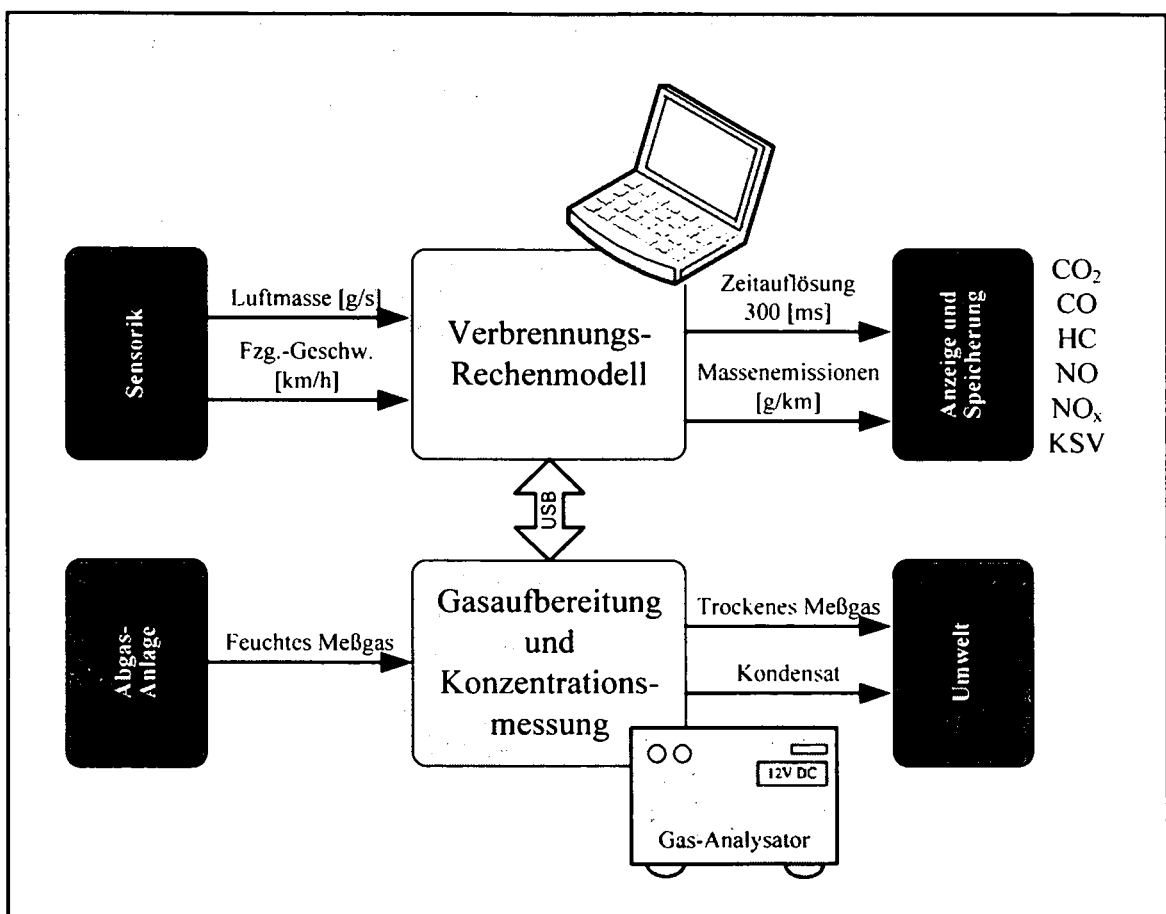 Sensorik
Luftmasse [g/s]
Fzg.-Geschw.
[km/h]
Verbrennungs-
Rechenmodell
Zeitauflösung
300 [ms]
Massenemissionen
[g/km]
Anzeige und
Speicherung
CO₂
CO
HC
NO
NOₓ
KSV
USB
Abgas-
Anlage
Feuchtes Meßgas
Gasaufbereitung
und
Konzentrations-
messung
Trockenes Meßgas
Kondensat
Umwelt
12V DC
Gas-Analysator